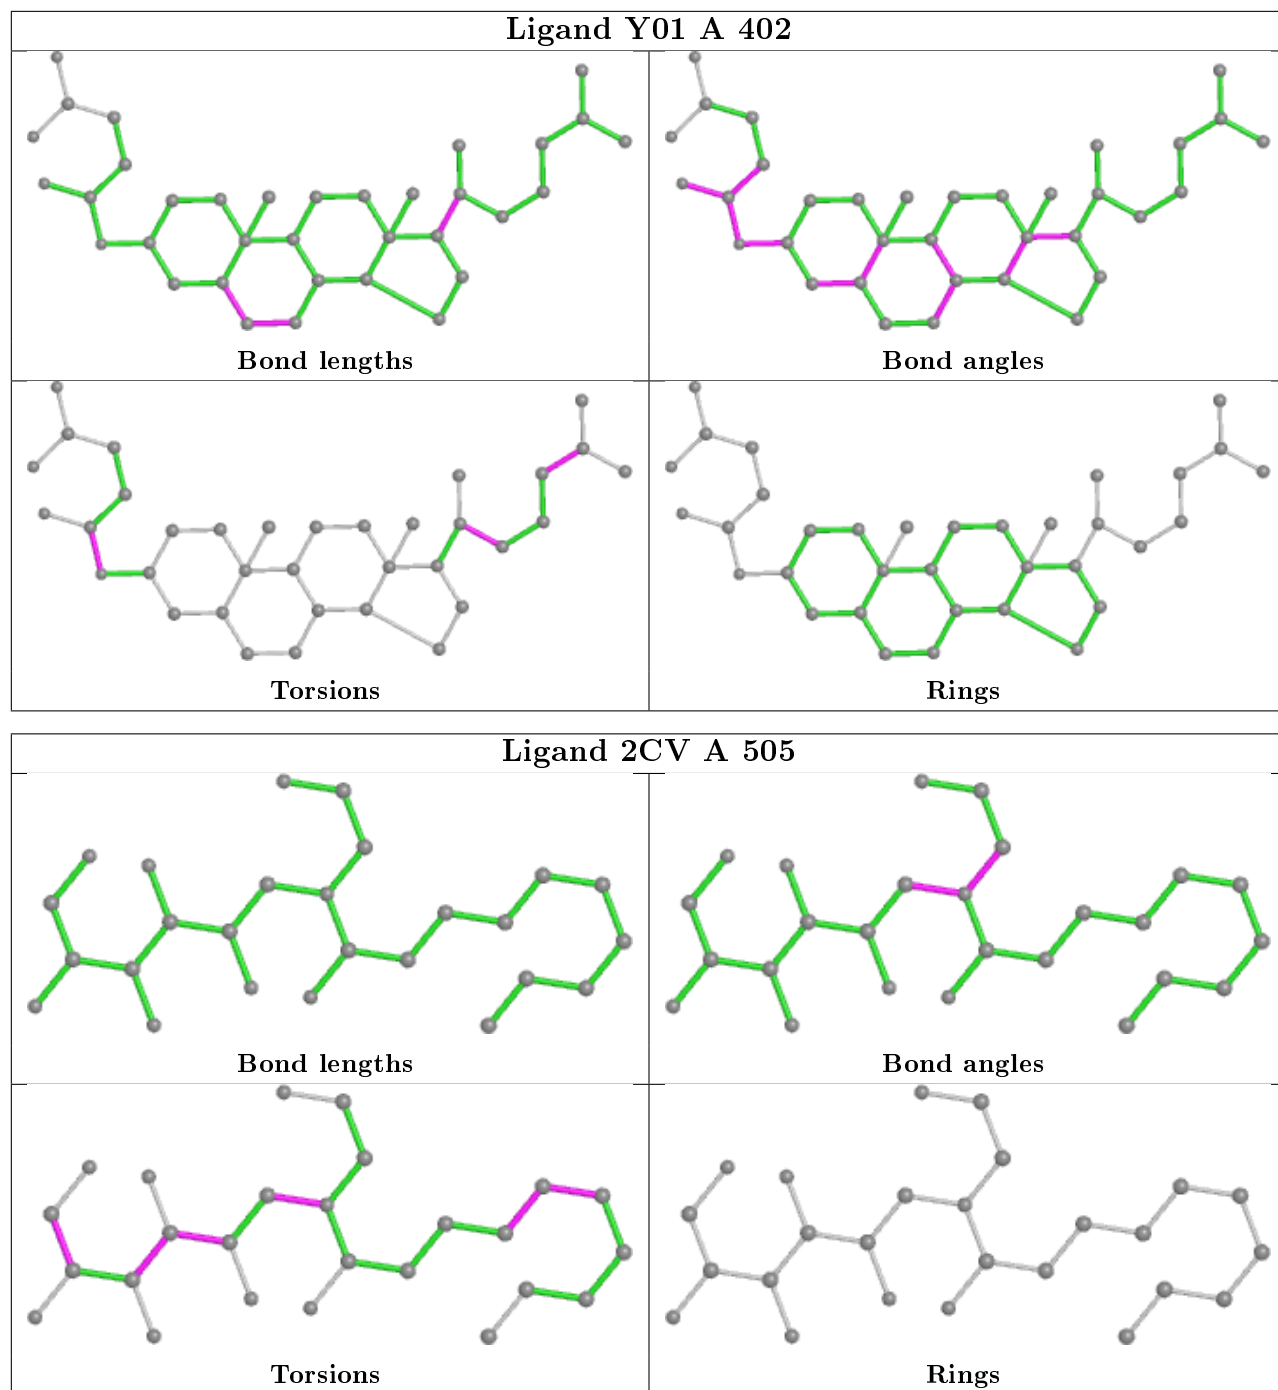 Ligand Y01 A 402
Bond lengths
Bond angles
Torsions
Rings
Ligand 2CV A 505
Bond lengths
Bond angles
Torsions
Rings